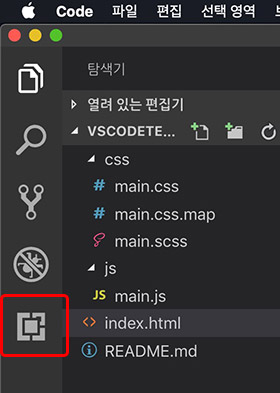 Code 파일 편집 선택 영역
탐색기
열려 있는 편집기
VSCODETE...
css
main.css
main.css.map
main.scss
js
JS main.js
index.html
README.md